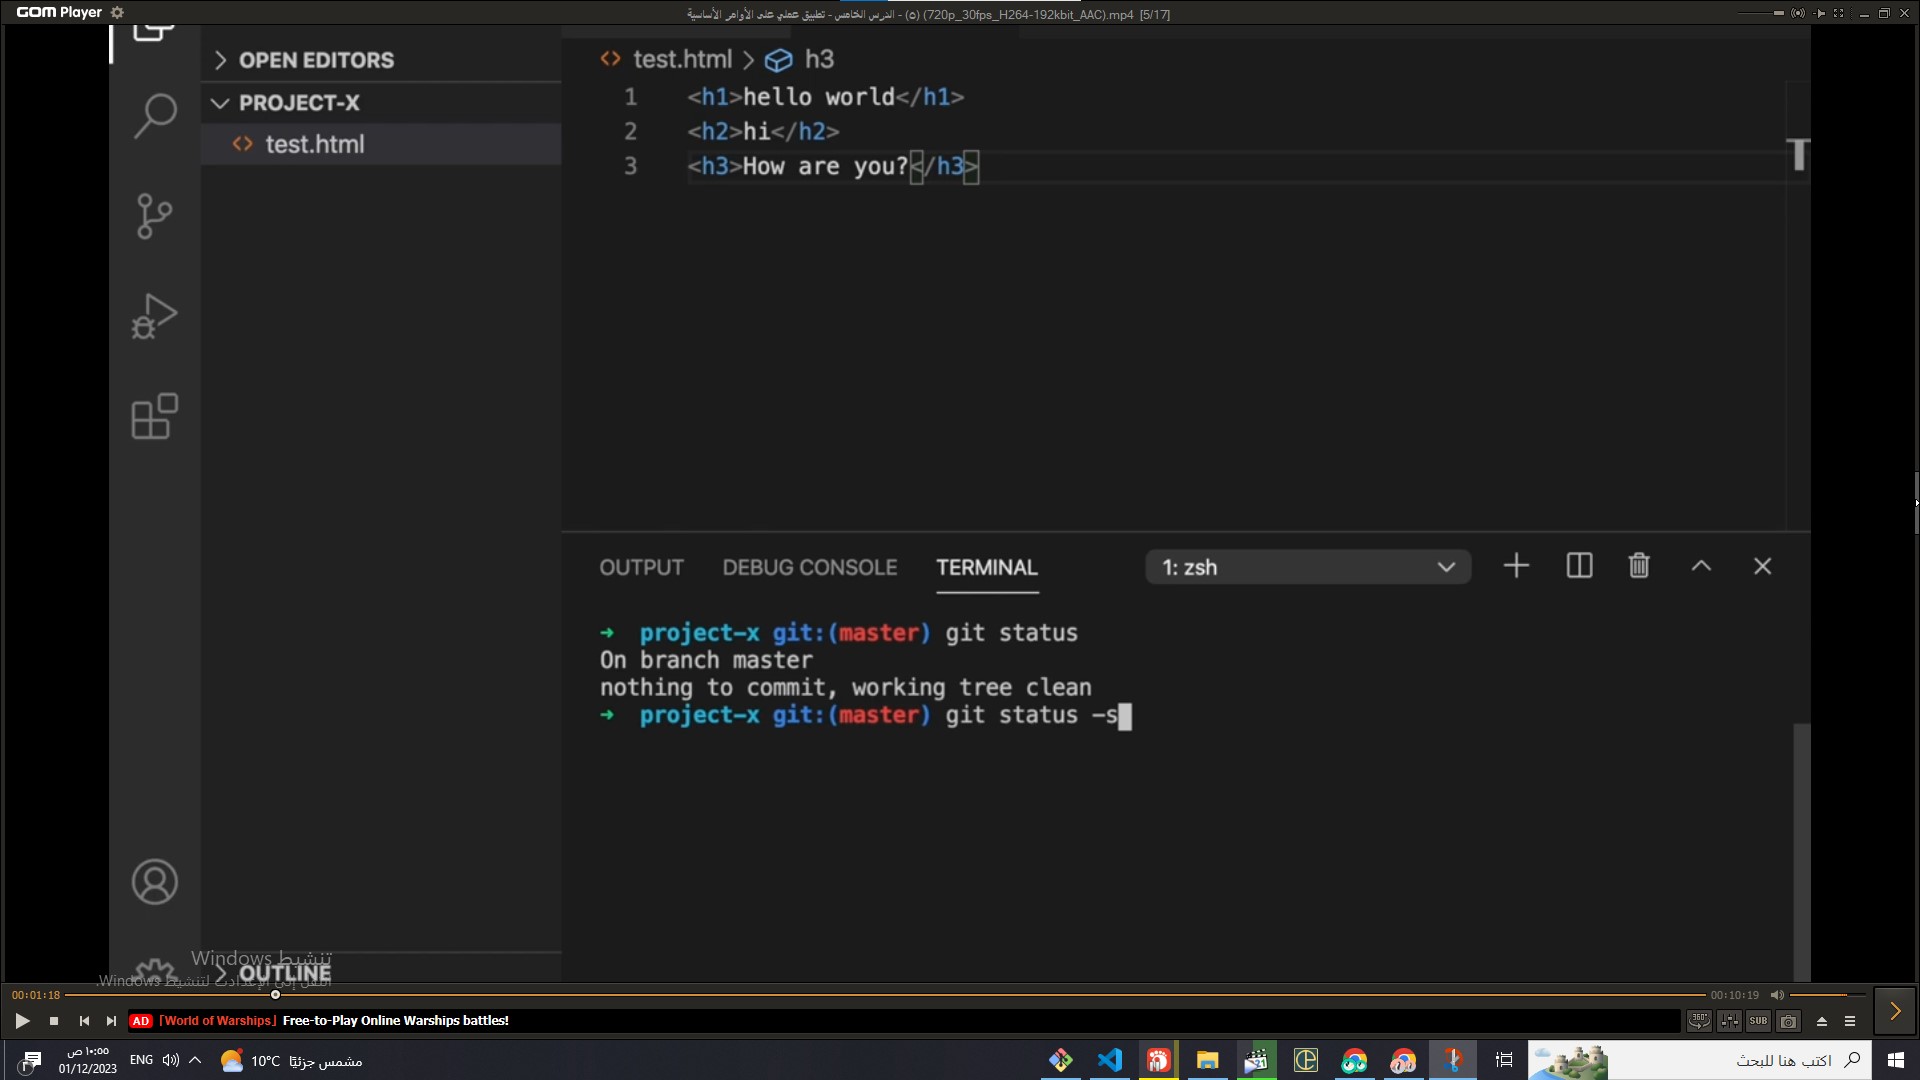 GOM Player
الدرس الخامس - تطبيق عملي على الأوامر الأساسية - (٥) (720p_30fps_H264-192kbit_AAC).mp4 [5/17]
OPEN EDITORS
PROJECT-X
test.html
test.html > h3
1 <h1>hello world</h1>
2 <h2>hi</h2>
3 <h3>How are you?</h3>
OUTPUT DEBUG CONSOLE TERMINAL 1: zsh
→ project-x git:(master) git status
On branch master
nothing to commit, working tree clean
→ project-x git:(master) git status -s
OUTLINE
تنشيط Windows
انتقل إلى الإعدادات لتنشيط Windows.
00:01:18 00:10:19
AD [World of Warships] Free-to-Play Online Warships battles!
360° SUB
١٠:٥٥ ص
01/12/2023
ENG
10°C مشمس جزئيًا
اكتب هنا للبحث